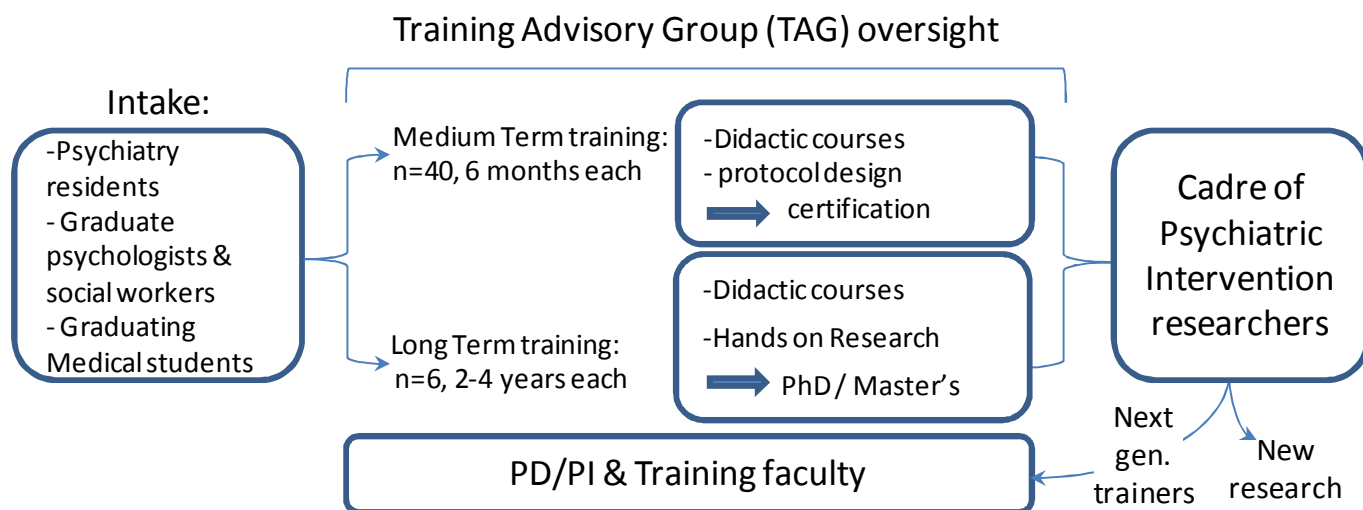 Training Advisory Group (TAG) oversight
Intake:
-Psychiatry
residents
- Graduate
psychologists &
social workers
- Graduating
Medical students
Medium Term training:
n=40, 6 months each
-Didactic courses
- protocol design
certification
Long Term training:
n=6, 2-4 years each
-Didactic courses
-Hands on Research
PhD / Master's
Cadre of
Psychiatric
Intervention
researchers
Next
gen.
trainers
New
research
PD/PI & Training faculty